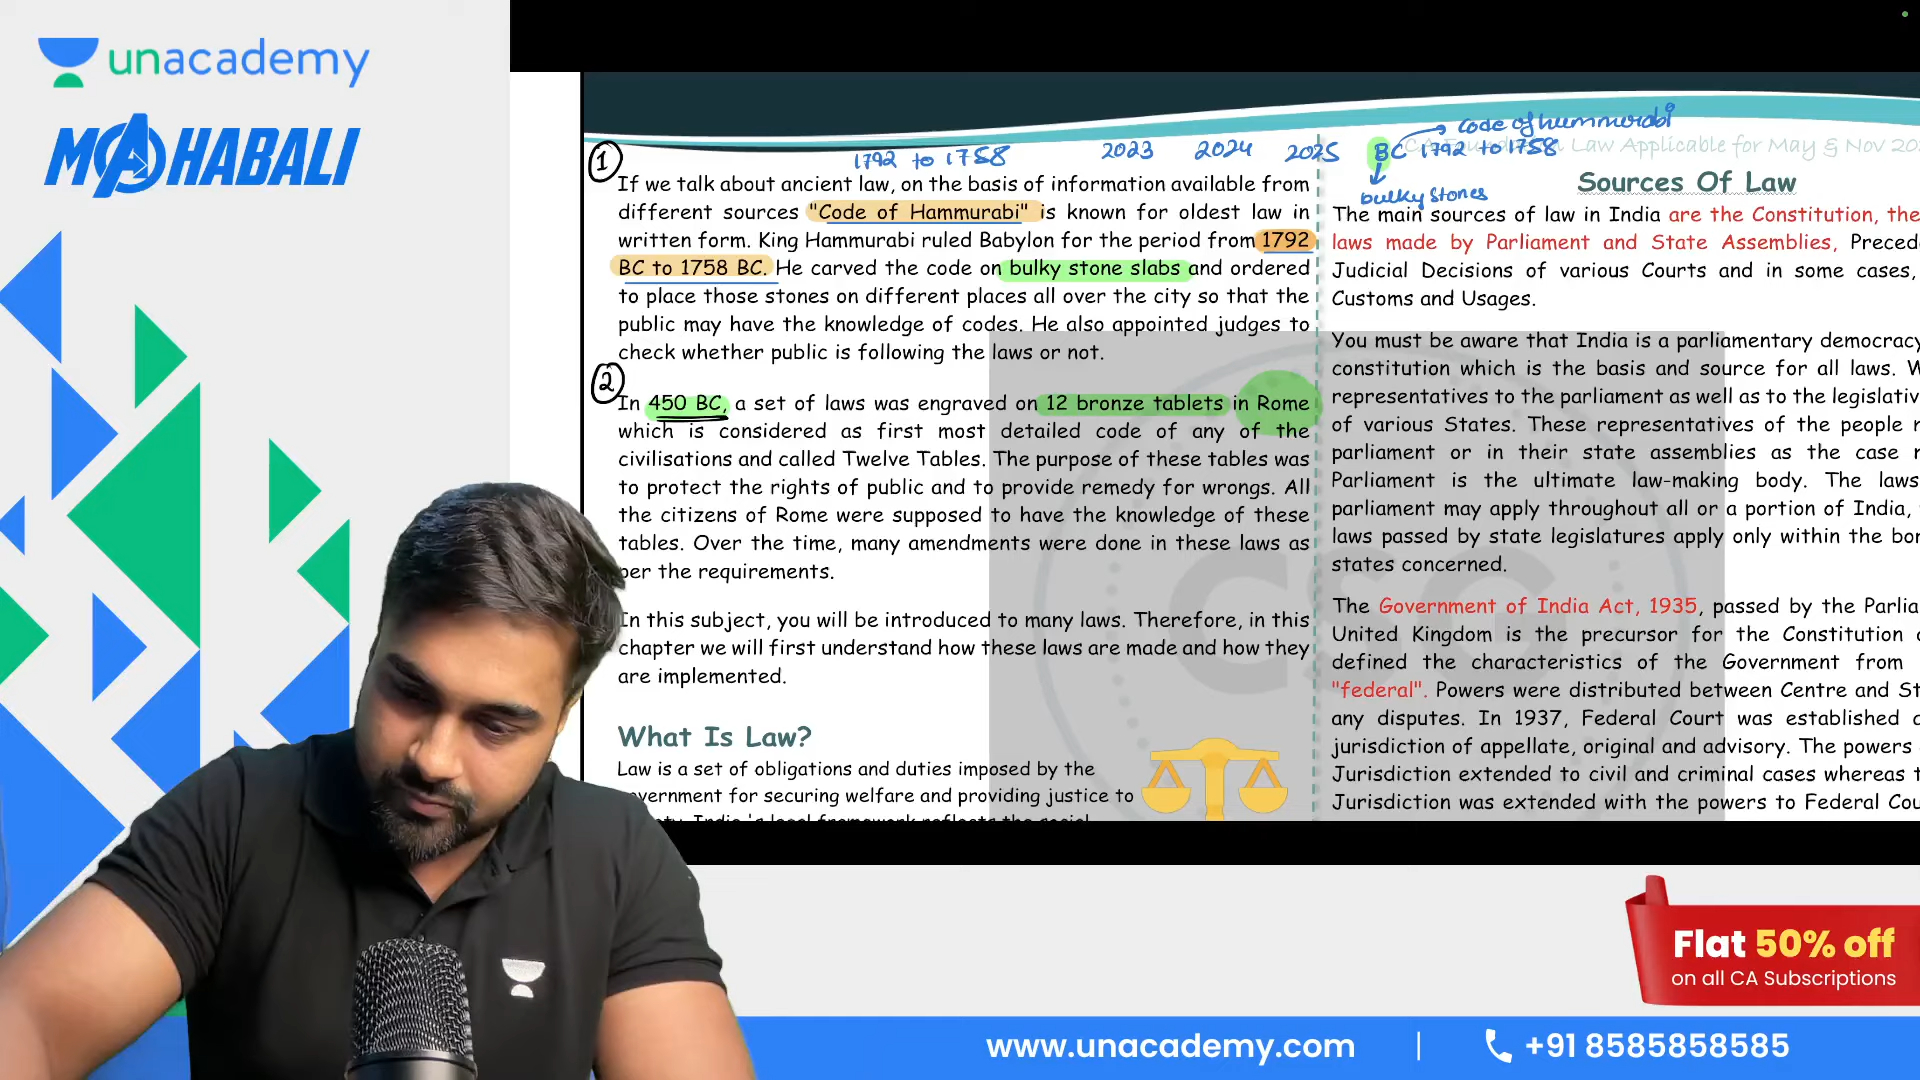 unacademy
MAHABALI
1792 to 1758 2023 2024 2025
If we talk about ancient law, on the basis of information available from
different sources "Code of Hammurabi" is known for oldest law in
written form. King Hammurabi ruled Babylon for the period from 1792
BC to 1758 BC. He carved the code on bulky stone slabs and ordered
to place those stones on different places all over the city so that the
public may have the knowledge of codes. He also appointed judges to
check whether public is following the laws or not.
1
2
In 450 BC, a set of laws was engraved on 12 bronze tablets in Rome
which is considered as first most detailed code of any of the
civilisations and called Twelve Tables. The purpose of these tables was
to protect the rights of public and to provide remedy for wrongs. All
the citizens of Rome were supposed to have the knowledge of these
tables. Over the time, many amendments were done in these laws as
per the requirements.
In this subject, you will be introduced to many laws. Therefore, in this
chapter we will first understand how these laws are made and how they
are implemented.
What Is Law?
Law is a set of obligations and duties imposed by the
vernment for securing welfare and providing justice to
India's legal framework reflects the social
code of hummurabi
BC 1792 to 1758
bulky stones
Law Applicable for May & Nov 20
Sources Of Law
The main sources of law in India are the Constitution, the
laws made by Parliament and State Assemblies, Preced
Judicial Decisions of various Courts and in some cases,
Customs and Usages.
You must be aware that India is a parliamentary democracy
constitution which is the basis and source for all laws. W
representatives to the parliament as well as to the legislativ
of various States. These representatives of the people
parliament or in their state assemblies as the case
Parliament is the ultimate law-making body. The laws
parliament may apply throughout all or a portion of India,
laws passed by state legislatures apply only within the bor
states concerned.
The Government of India Act, 1935, passed by the Parlia
United Kingdom is the precursor for the Constitution
defined the characteristics of the Government from
"federal". Powers were distributed between Centre and St
any disputes. In 1937, Federal Court was established
jurisdiction of appellate, original and advisory. The powers
Jurisdiction extended to civil and criminal cases whereas t
Jurisdiction was extended with the powers to Federal Cou
CSG
Flat 50% off
on all CA Subscriptions
www.unacademy.com | +91 8585858585